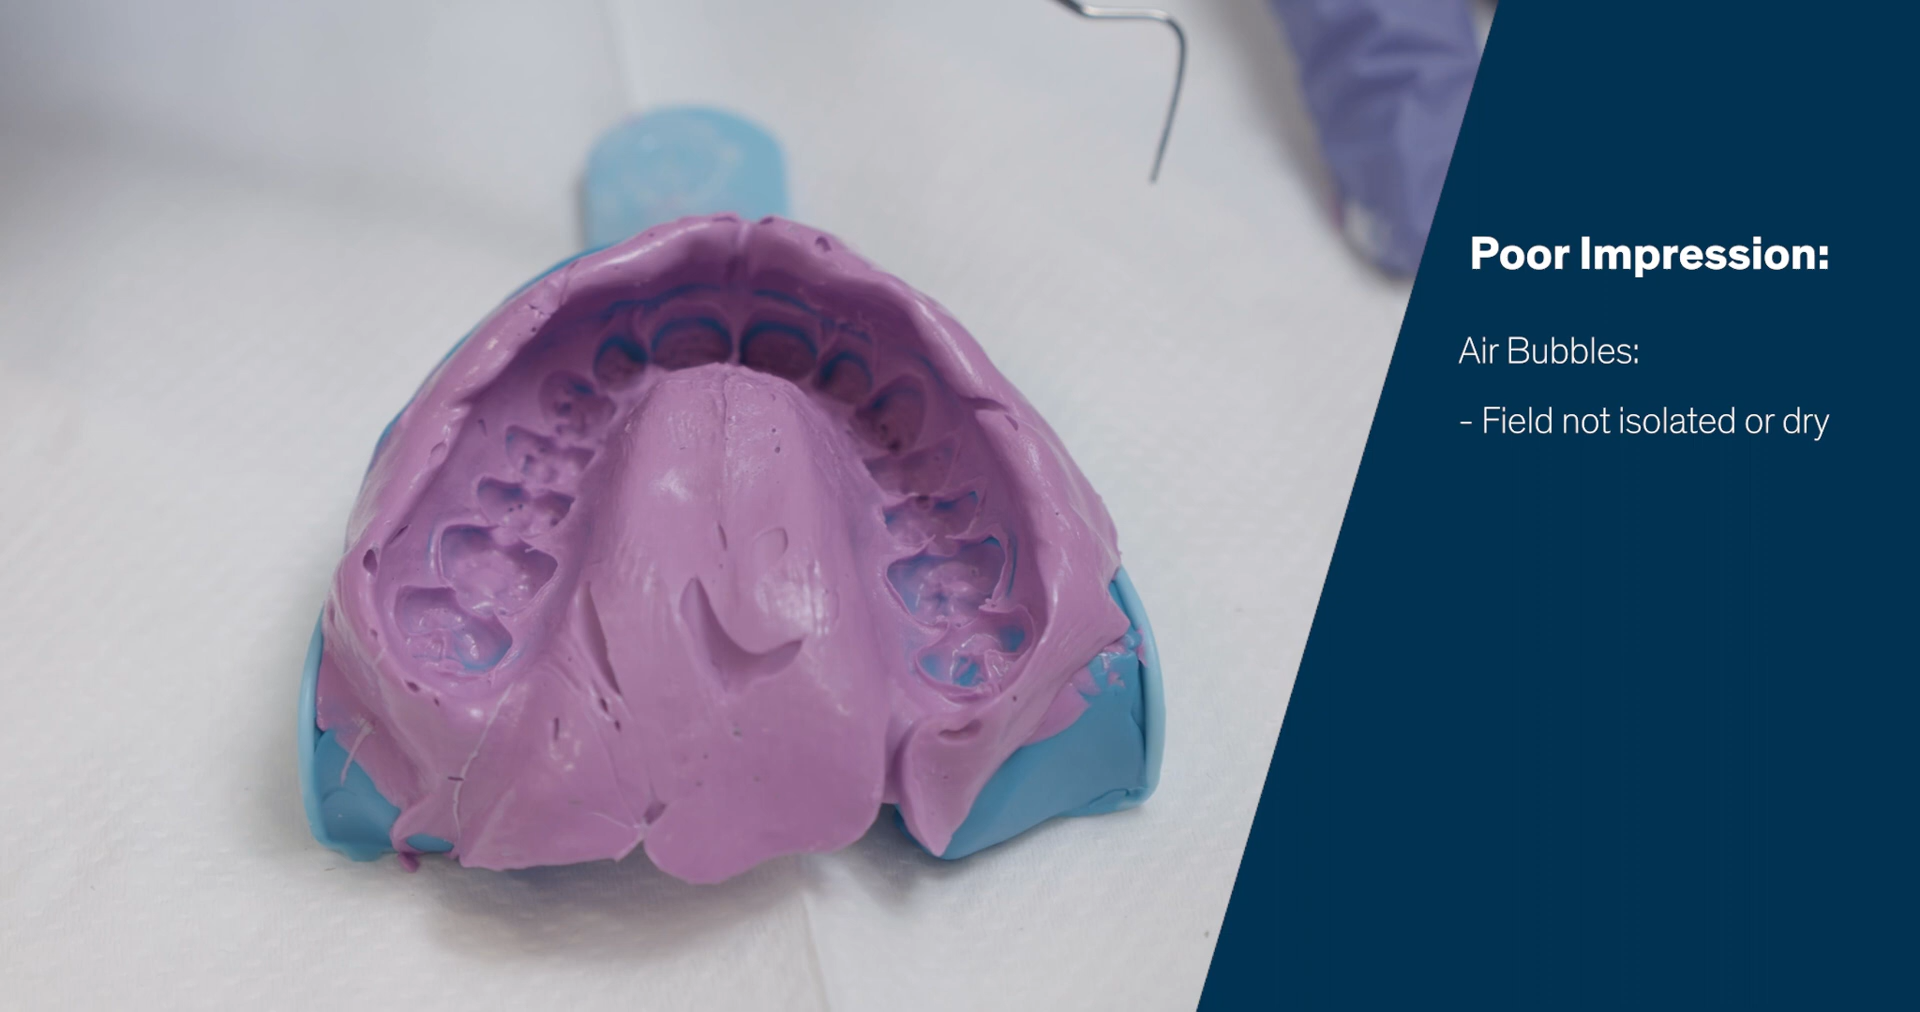 Poor Impression:
Air Bubbles:
- Field not isolated or dry